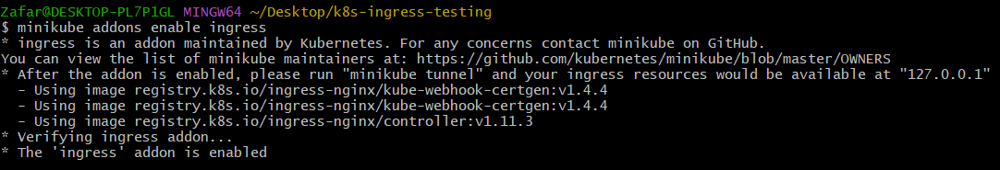 Zafar@DESKTOP-PL7P1GL MINGW64 ~/Desktop/k8s-ingress-testing
$ minikube addons enable ingress
* ingress is an addon maintained by Kubernetes. For any concerns contact minikube on GitHub.
You can view the list of minikube maintainers at: https://github.com/kubernetes/minikube/blob/master/OWNERS
* After the addon is enabled, please run "minikube tunnel" and your ingress resources would be available at "127.0.0.1"
  - Using image registry.k8s.io/ingress-nginx/kube-webhook-certgen:v1.4.4
  - Using image registry.k8s.io/ingress-nginx/kube-webhook-certgen:v1.4.4
  - Using image registry.k8s.io/ingress-nginx/controller:v1.11.3
* Verifying ingress addon...
* The 'ingress' addon is enabled